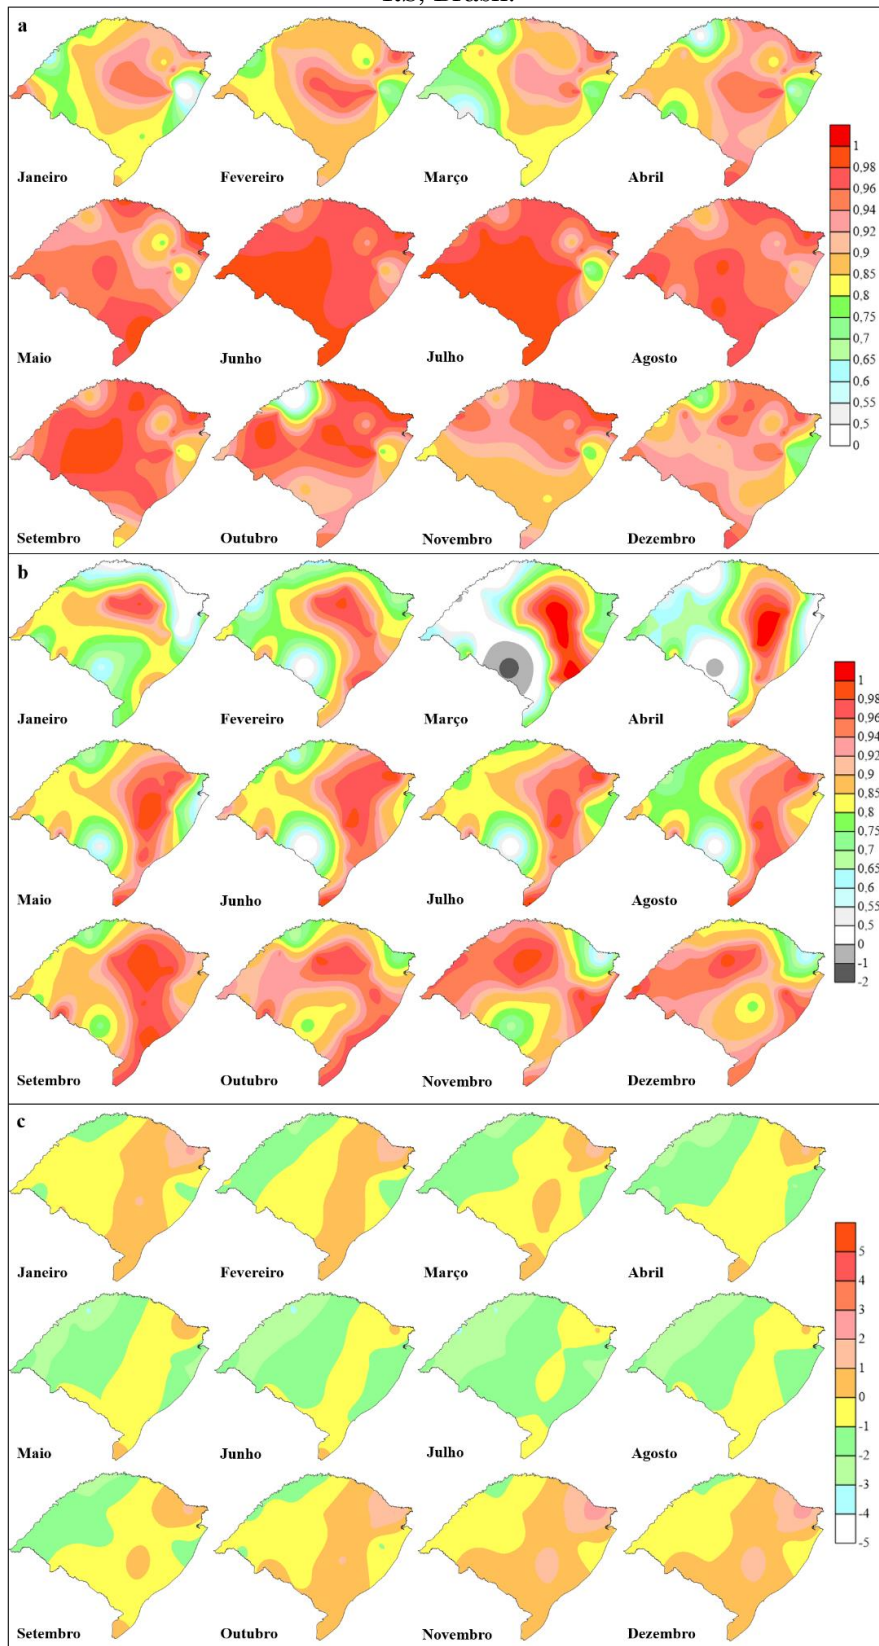 RS, Brasil.
a
Janeiro
Fevereiro
Março
Abril
1
0,98
0,96
0,94
0,92
0,9
0,85
0,8
0,75
0,7
0,65
0,6
0,55
0,5
0
Maio
Junho
Julho
Agosto
Setembro
Outubro
Novembro
Dezembro
b
Janeiro
Fevereiro
Março
Abril
1
0,98
0,96
0,94
0,92
0,9
0,85
0,8
0,75
0,7
0,65
0,6
0,55
0,5
0
-1
-2
Maio
Junho
Julho
Agosto
Setembro
Outubro
Novembro
Dezembro
c
Janeiro
Fevereiro
Março
Abril
5
4
3
2
1
0
-1
-2
-3
-4
-5
Maio
Junho
Julho
Agosto
Setembro
Outubro
Novembro
Dezembro